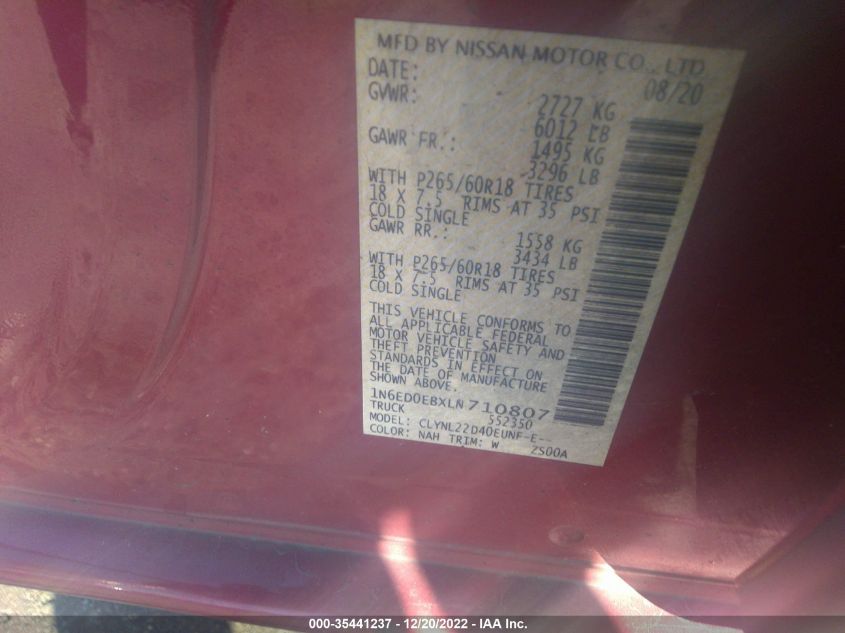 MFD BY NISSAN MOTOR CO., LTD.
DATE: 08/20
GVWR: 2727 KG
6012 LB
GAWR FR.: 1495 KG
3296 LB
WITH P265/60R18 TIRES
18 X 7.5 RIMS AT 35 PSI
COLD SINGLE
GAWR RR.: 1558 KG
3434 LB
WITH P265/60R18 TIRES
18 X 7.5 RIMS AT 35 PSI
COLD SINGLE
THIS VEHICLE CONFORMS TO
ALL APPLICABLE FEDERAL
MOTOR VEHICLE SAFETY AND
THEFT PREVENTION
STANDARDS IN EFFECT ON
THE DATE OF MANUFACTURE
SHOWN ABOVE.
1N6ED0EBXLN710807
TRUCK 552350
MODEL: CLYNL22D40EUNF-E--
COLOR: NAH TRIM: W ZS00A
000-35441237 - 12/20/2022 - IAA Inc.